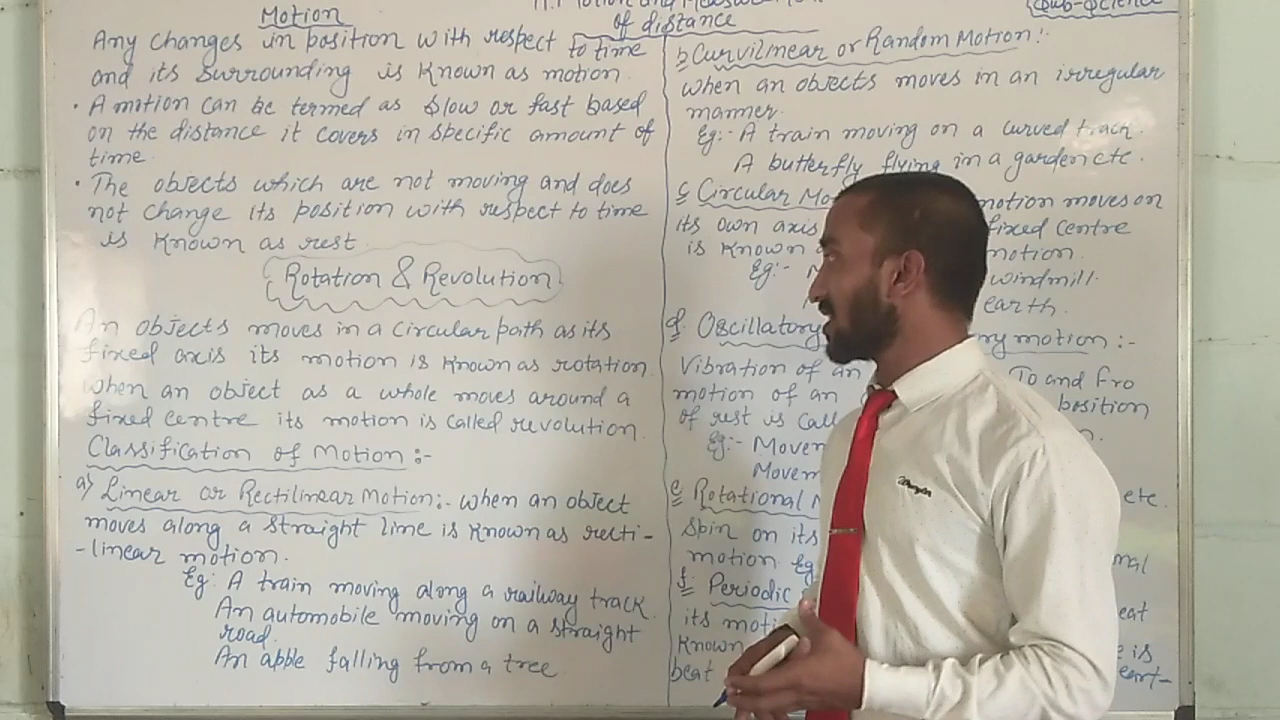 Motion
of distance
Any changes in position with respect to time
and its surrounding is known as motion.
• A motion can be termed as slow or fast based
on the distance it covers in specific amount of
time.
• The objects which are not moving and does
not change its position with respect to time
is known as rest.
Rotation & Revolution
An objects moves in a circular path as its
fixed axis its motion is known as rotation.
when an object as a whole moves around a
fixed centre its motion is called revolution.
Classification of Motion :-
a) Linear or Rectilinear Motion:- when an object
moves along a straight line is known as recti-
-linear motion.
Eg: A train moving along a railway track
An automobile moving on a straight
road.
An apple falling from a tree
b Curvilinear or Random Motion:-
when an objects moves in an irregular
manner.
Eg:- A train moving on a curved track.
A butterfly flying in a garden etc.
c Circular motion moves on
its own axis fixed centre
is known motion.
Eg:- windmill.
earth.
d. Oscillatory motion :-
Vibration of an To and fro
motion of an position
of rest is
Eg:-
e Rotational etc.
spin on its
motion Eg
f Periodic
its
known is
beat